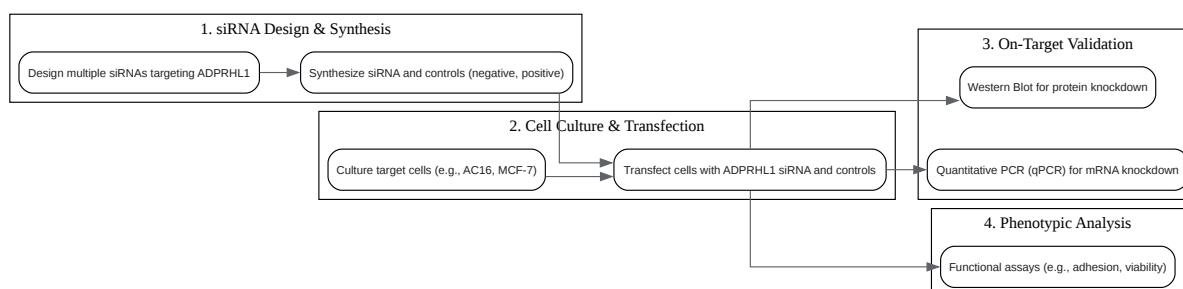 1. siRNA Design & Synthesis
Design multiple siRNAs targeting ADPRHL1
Synthesize siRNA and controls (negative, positive)
2. Cell Culture & Transfection
Culture target cells (e.g., AC16, MCF-7)
Transfect cells with ADPRHL1 siRNA and controls
3. On-Target Validation
Western Blot for protein knockdown
Quantitative PCR (qPCR) for mRNA knockdown
4. Phenotypic Analysis
Functional assays (e.g., adhesion, viability)